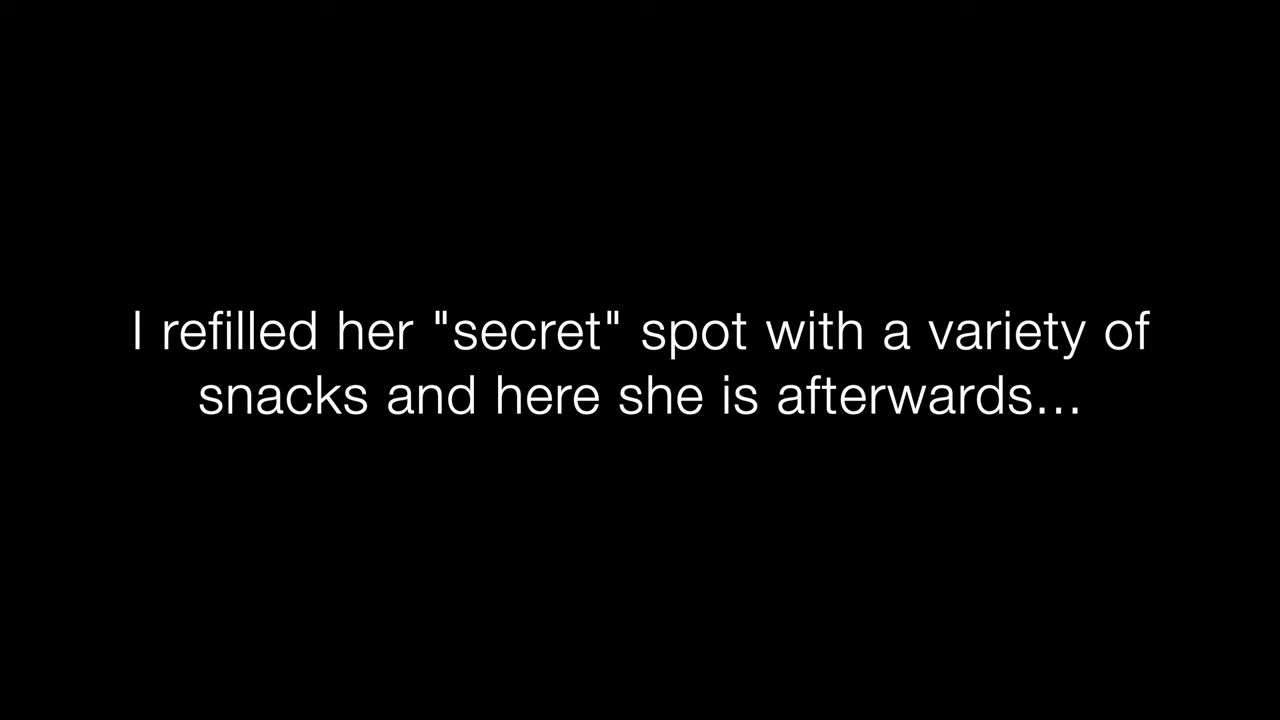 I refilled her "secret" spot with a variety of
snacks and here she is afterwards...